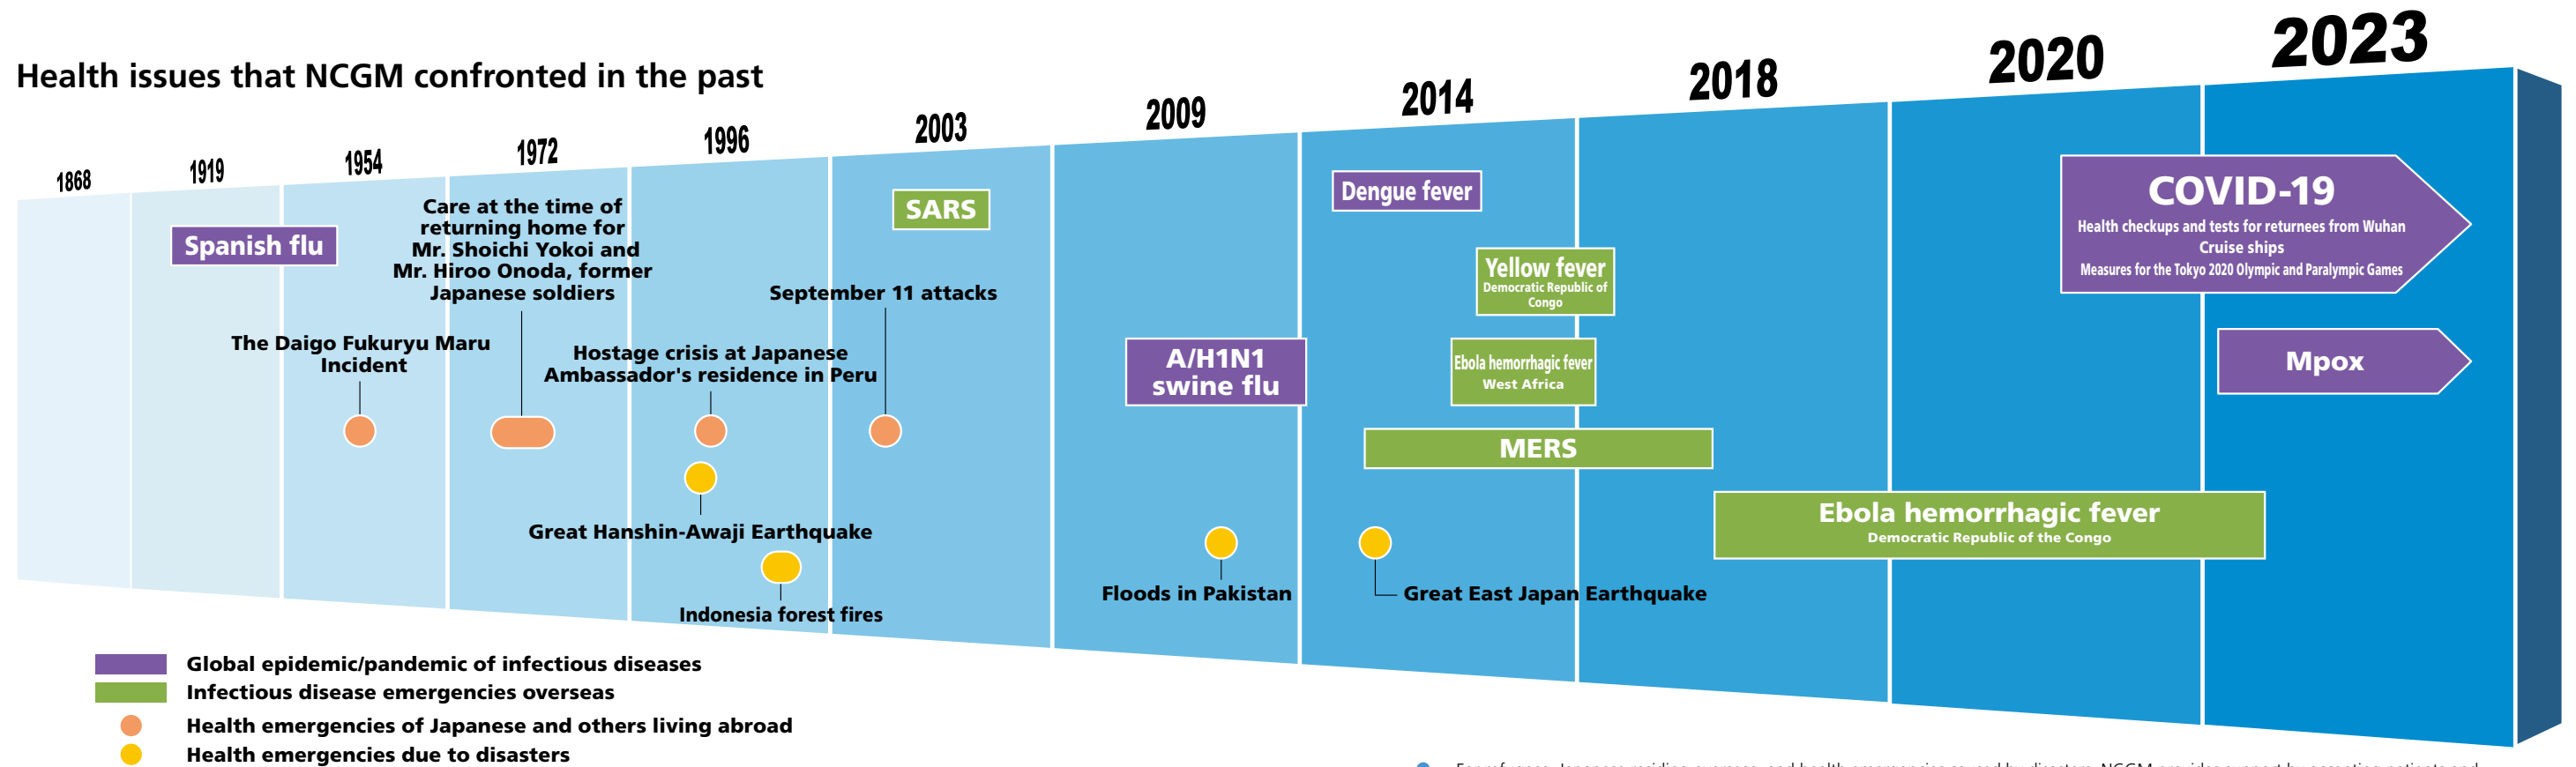 Health issues that NCGM confronted in the past
1868
1919
1954
1972
1996
2003
2009
2014
2018
2020
2023
Spanish flu
The Daigo Fukuryu Maru
Incident
Care at the time of
returning home for
Mr. Shoichi Yokoi and
Mr. Hiroo Onoda, former
Japanese soldiers
Hostage crisis at Japanese
Ambassador's residence in Peru
Great Hanshin-Awaji Earthquake
Indonesia forest fires
September 11 attacks
SARS
A/H1N1
swine flu
Floods in Pakistan
Dengue fever
Yellow fever
Democratic Republic of
Congo
Ebola hemorrhagic fever
West Africa
MERS
Great East Japan Earthquake
Ebola hemorrhagic fever
Democratic Republic of the Congo
COVID-19
Health checkups and tests for returnees from Wuhan
Cruise ships
Measures for the Tokyo 2020 Olympic and Paralympic Games
Mpox
Global epidemic/pandemic of infectious diseases
Infectious disease emergencies overseas
Health emergencies of Japanese and others living abroad
Health emergencies due to disasters